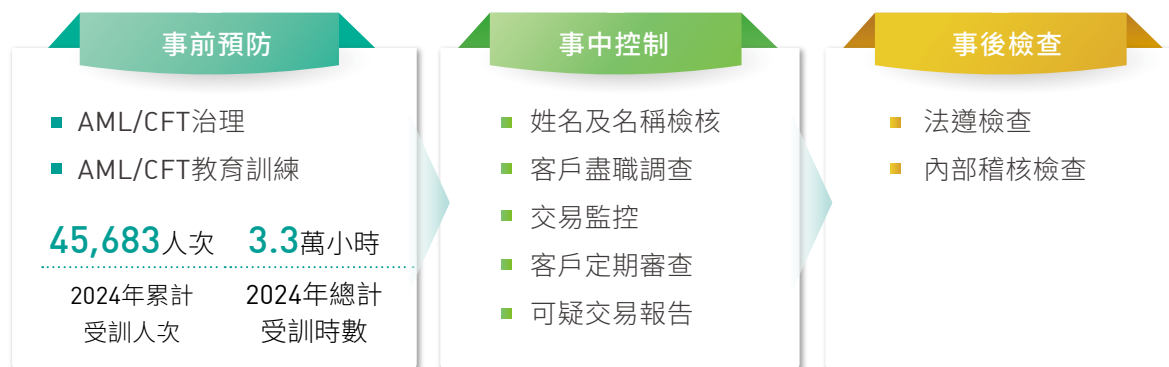 事前預防
AML/CFT治理
AML/CFT教育訓練
45,683人次
2024年累計
受訓人次
3.3萬小時
2024年總計
受訓時數
事中控制
姓名及名稱檢核
客戶盡職調查
交易監控
客戶定期審查
可疑交易報告
事後檢查
法遵檢查
內部稽核檢查